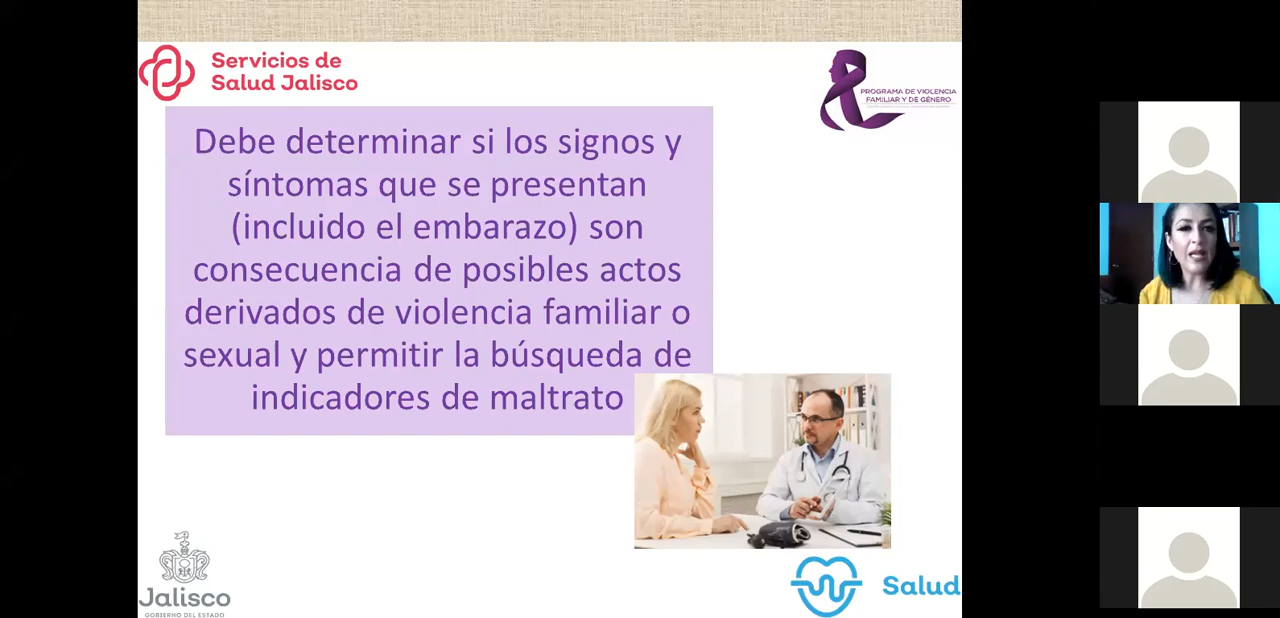 Servicios de
Salud Jalisco
PROGRAMA DE VIOLENCIA
FAMILIAR Y DE GÉNERO
Debe determinar si los signos y
síntomas que se presentan
(incluido el embarazo) son
consecuencia de posibles actos
derivados de violencia familiar o
sexual y permitir la búsqueda de
indicadores de maltrato
Jalisco
GOBIERNO DEL ESTADO
Salud